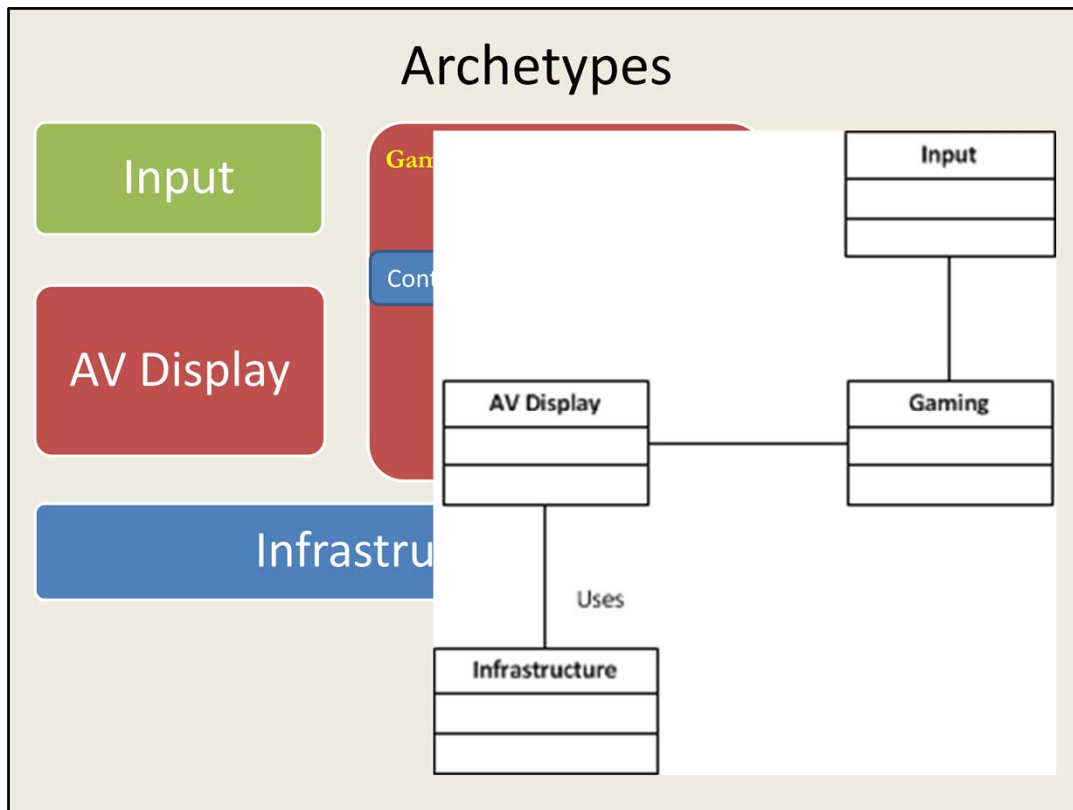 Archetypes
Input
Gam
Input
Cont
AV Display
AV Display
Gaming
Infrastru
Uses
Infrastructure